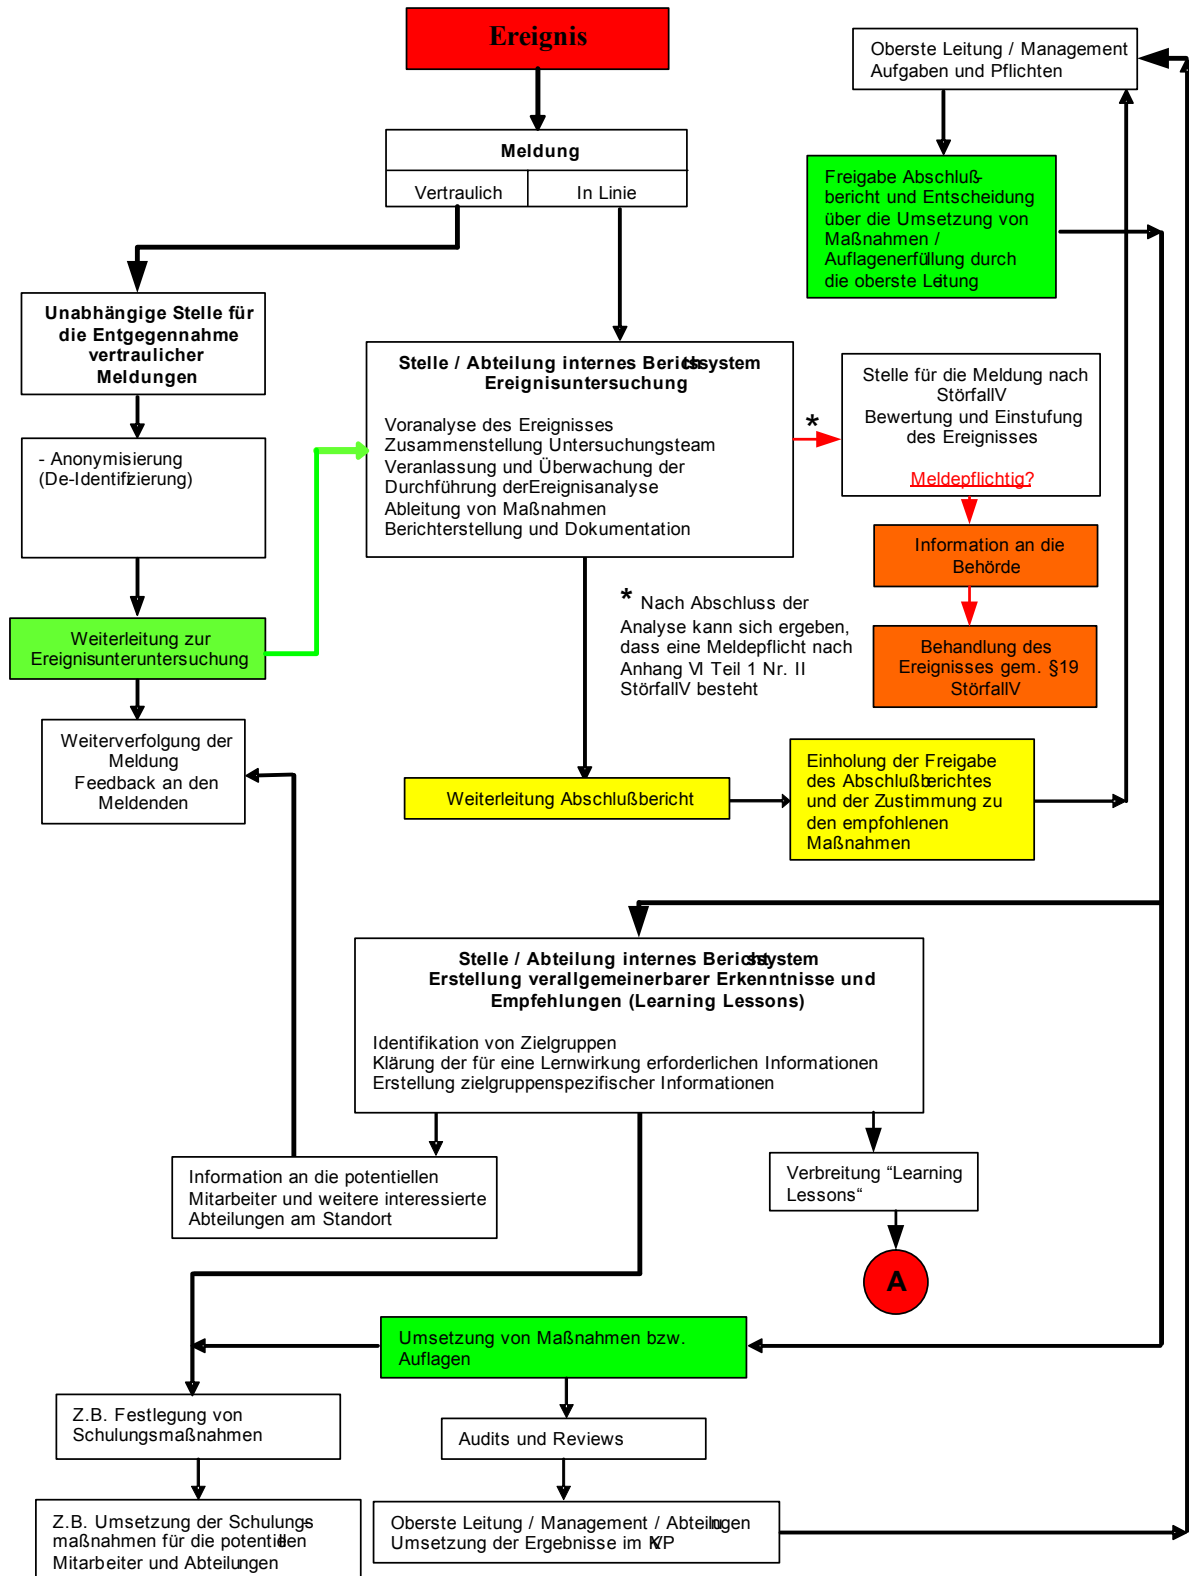 Ereignis
Meldung
Vertraulich
In Linie
Oberste Leitung / Management
Aufgaben und Pflichten
Freigabe Abschluß-
bericht und Entscheidung
über die Umsetzung von
Maßnahmen /
Auflagenerfüllung durch
die oberste Leitung
Unabhängige Stelle für
die Entgegennahme
vertraulicher
Meldungen
- Anonymisierung
(De-Identifizierung)
Weiterleitung zur
Ereignisunteruntersuchung
Weiterverfolgung der
Meldung
Feedback an den
Meldenden
Stelle / Abteilung internes Berichtssystem
Ereignisuntersuchung
Voranalyse des Ereignisses
Zusammenstellung Untersuchungsteam
Veranlassung und Überwachung der
Durchführung derEreignisanalyse
Ableitung von Maßnahmen
Berichterstellung und Dokumentation
*
Stelle für die Meldung nach
StörfallV
Bewertung und Einstufung
des Ereignisses
Meldepflichtig?
Information an die
Behörde
Behandlung des
Ereignisses gem. §19
StörfallV
* Nach Abschluss der
Analyse kann sich ergeben,
dass eine Meldepflicht nach
Anhang VI Teil 1 Nr. II
StörfallV besteht
Weiterleitung Abschlußbericht
Einholung der Freigabe
des Abschlußberichtes
und der Zustimmung zu
den empfohlenen
Maßnahmen
Stelle / Abteilung internes Berichtssystem
Erstellung verallgemeinerbarer Erkenntnisse und
Empfehlungen (Learning Lessons)
Identifikation von Zielgruppen
Klärung der für eine Lernwirkung erforderlichen Informationen
Erstellung zielgruppenspezifischer Informationen
Information an die potentiellen
Mitarbeiter und weitere interessierte
Abteilungen am Standort
Verbreitung “Learning
Lessons“
A
Umsetzung von Maßnahmen bzw.
Auflagen
Z.B. Festlegung von
Schulungsmaßnahmen
Audits und Reviews
Z.B. Umsetzung der Schulungs-
maßnahmen für die potentiellen
Mitarbeiter und Abteilungen
Oberste Leitung / Management / Abteilungen
Umsetzung der Ergebnisse im KVP